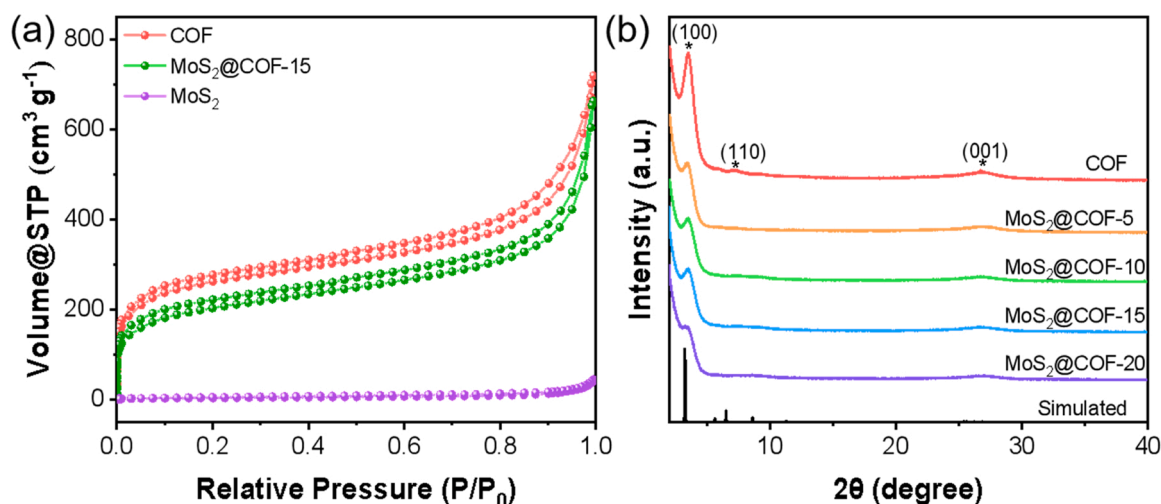 (a)
800
600
400
200
0
Volume@STP (cm³ g⁻¹)
COF
MoS₂@COF-15
MoS₂
0.0 0.2 0.4 0.6 0.8 1.0
Relative Pressure (P/P₀)
(b)
Intensity (a.u.)
(100)
*
(110)
*
(001)
*
COF
MoS₂@COF-5
MoS₂@COF-10
MoS₂@COF-15
MoS₂@COF-20
Simulated
10 20 30 40
2θ (degree)